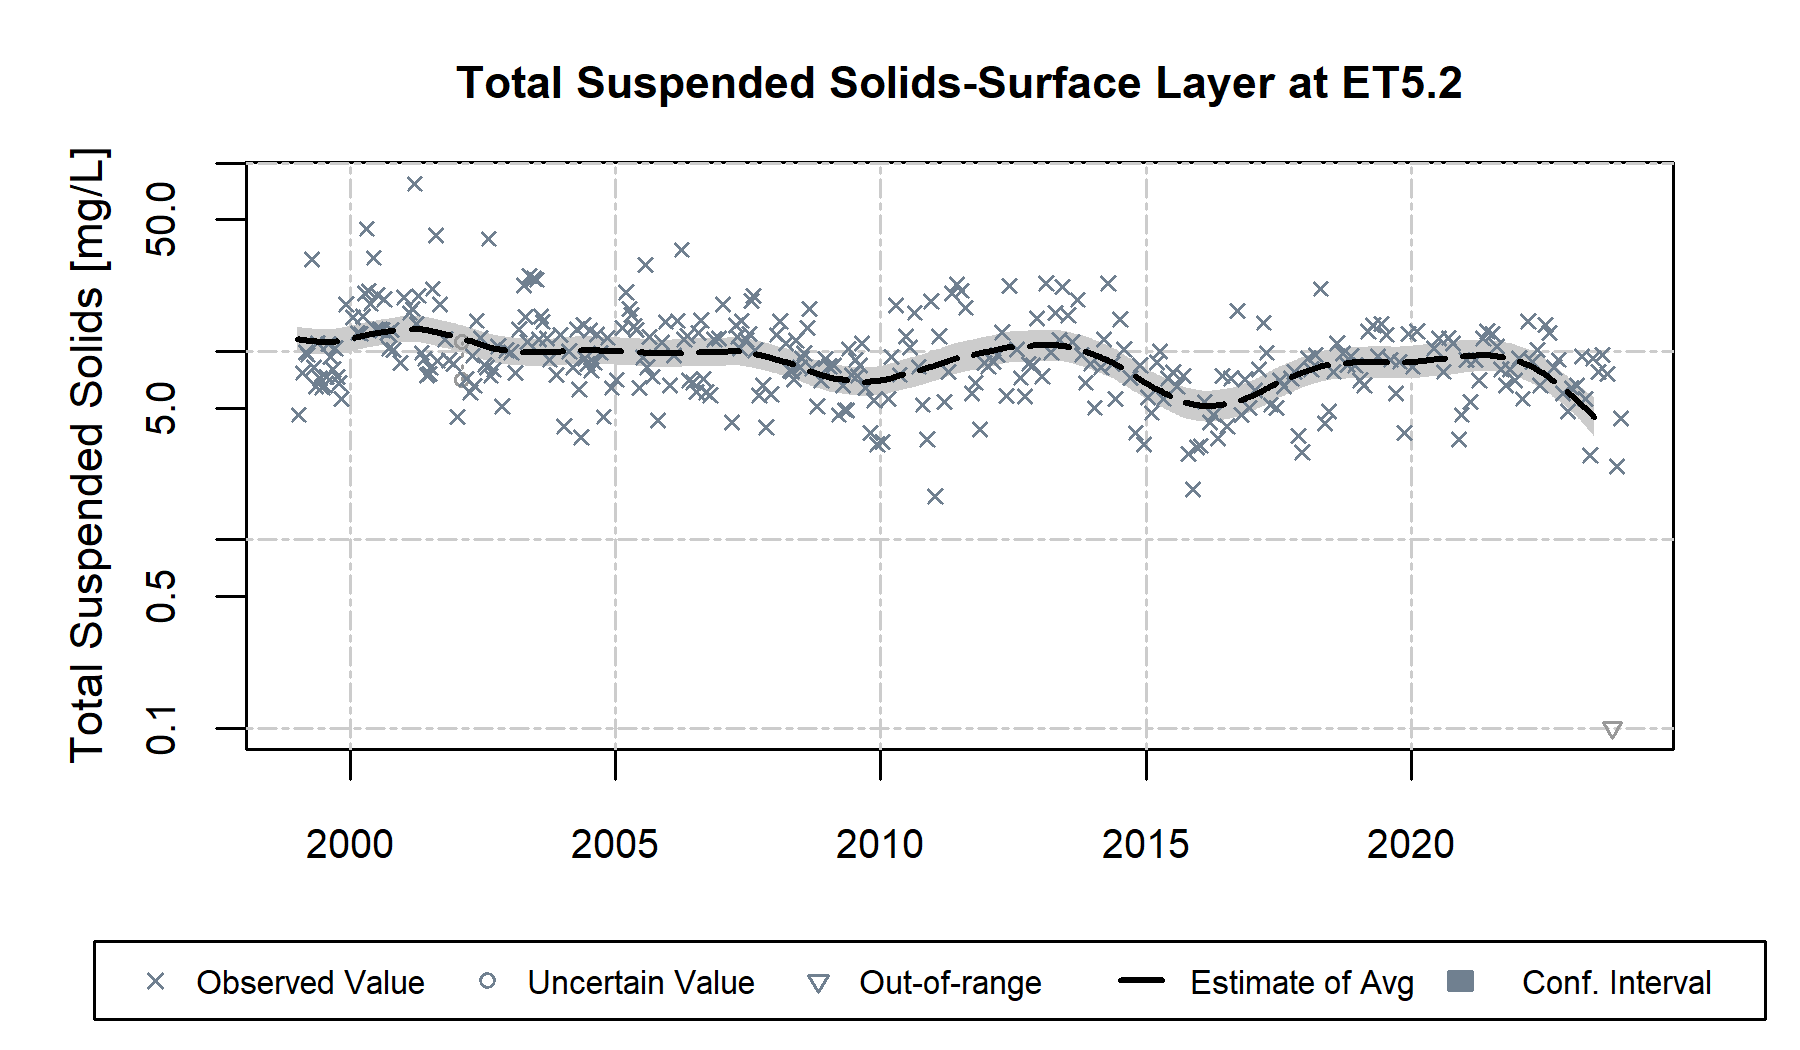 Total Suspended Solids-Surface Layer at ET5.2
Total Suspended Solids [mg/L]
50.0
5.0
0.5
0.1
2000 2005 2010 2015 2020
Observed Value Uncertain Value Out-of-range Estimate of Avg Conf. Interval